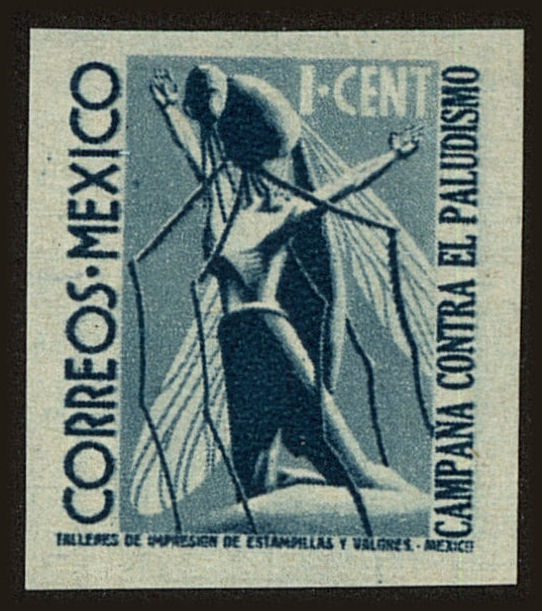 CORREOS·MEXICO
1·CENT
CAMPAÑA CONTRA EL PALUDISMO
TALLERES DE IMPRESION DE ESTAMPILLAS Y VALORES.-MEXICO